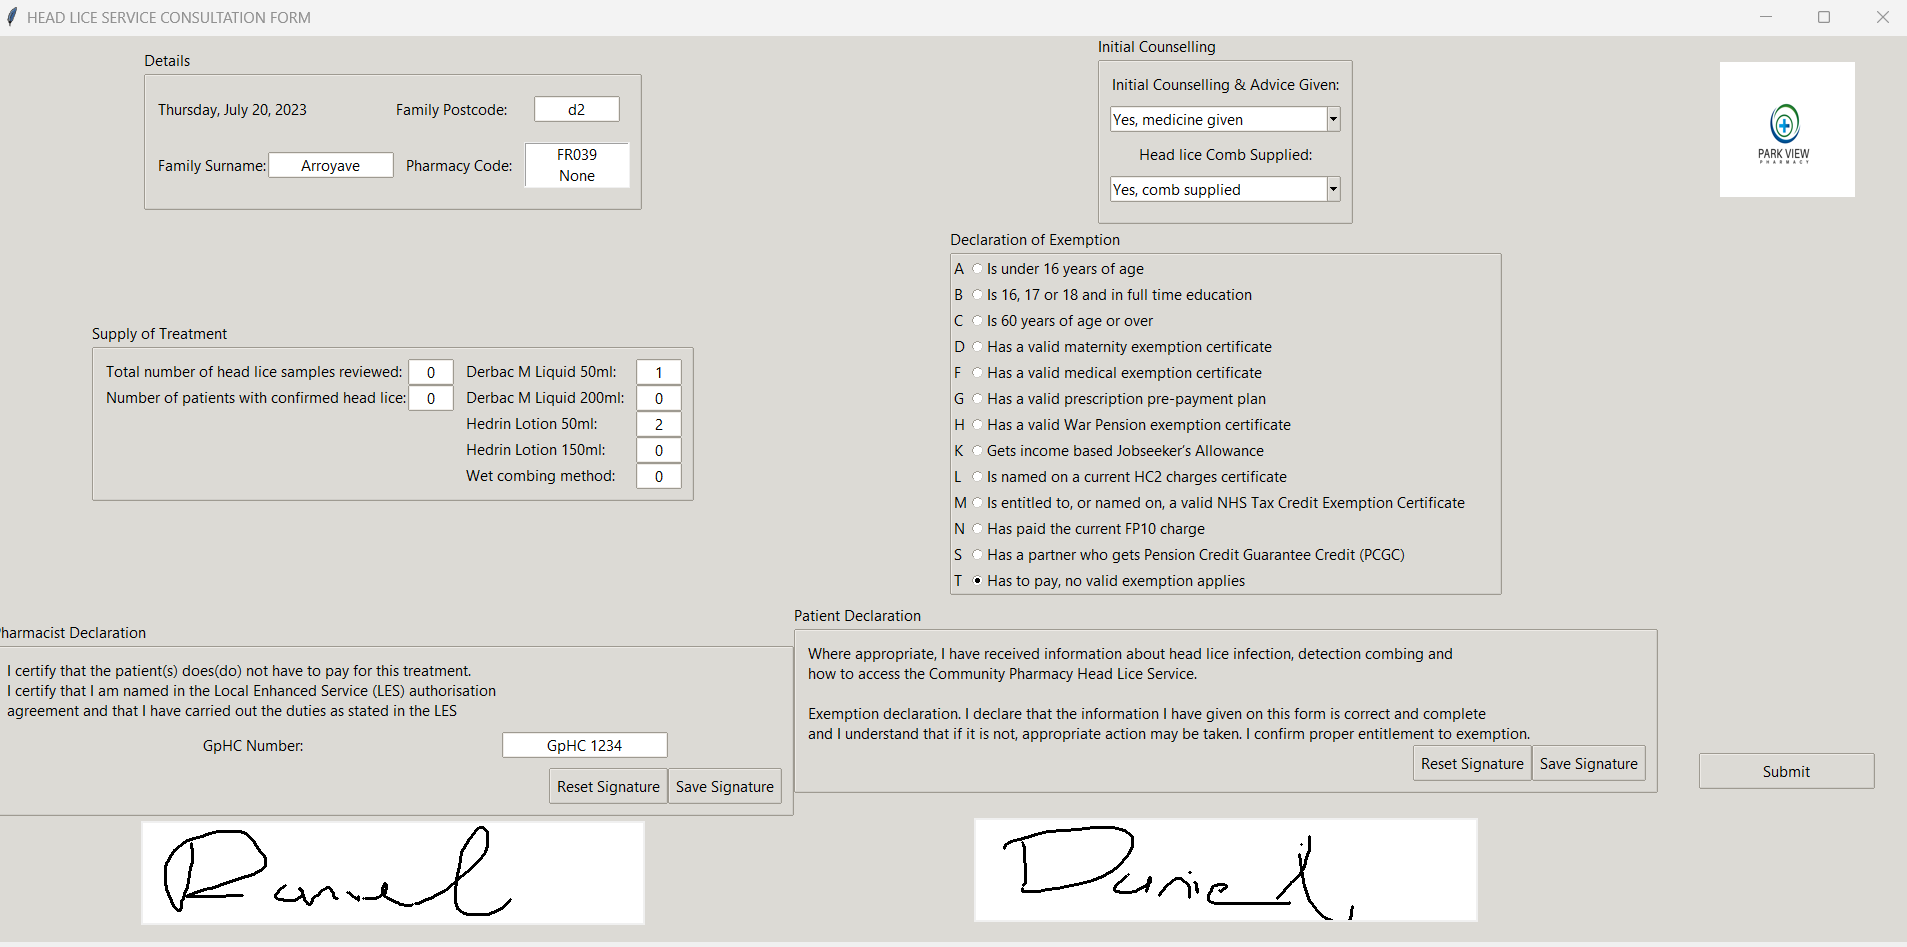 HEAD LICE SERVICE CONSULTATION FORM
Details
Thursday, July 20, 2023
Family Postcode:
d2
Family Surname:
Arroyave
Pharmacy Code:
FR039
None
Initial Counselling
Initial Counselling & Advice Given:
Yes, medicine given
Head lice Comb Supplied:
Yes, comb supplied
PARK VIEW
PHARMACY
Declaration of Exemption
A Is under 16 years of age
B Is 16, 17 or 18 and in full time education
C Is 60 years of age or over
D Has a valid maternity exemption certificate
F Has a valid medical exemption certificate
G Has a valid prescription pre-payment plan
H Has a valid War Pension exemption certificate
K Gets income based Jobseeker's Allowance
L Is named on a current HC2 charges certificate
M Is entitled to, or named on, a valid NHS Tax Credit Exemption Certificate
N Has paid the current FP10 charge
S Has a partner who gets Pension Credit Guarantee Credit (PCGC)
T Has to pay, no valid exemption applies
Supply of Treatment
Total number of head lice samples reviewed: 0
Number of patients with confirmed head lice: 0
Derbac M Liquid 50ml: 1
Derbac M Liquid 200ml: 0
Hedrin Lotion 50ml: 2
Hedrin Lotion 150ml: 0
Wet combing method: 0
harmacist Declaration
I certify that the patient(s) does(do) not have to pay for this treatment.
I certify that I am named in the Local Enhanced Service (LES) authorisation
agreement and that I have carried out the duties as stated in the LES
GpHC Number:
GpHC 1234
Reset Signature
Save Signature
Patient Declaration
Where appropriate, I have received information about head lice infection, detection combing and
how to access the Community Pharmacy Head Lice Service.
Exemption declaration. I declare that the information I have given on this form is correct and complete
and I understand that if it is not, appropriate action may be taken. I confirm proper entitlement to exemption.
Reset Signature
Save Signature
Submit
Daniel